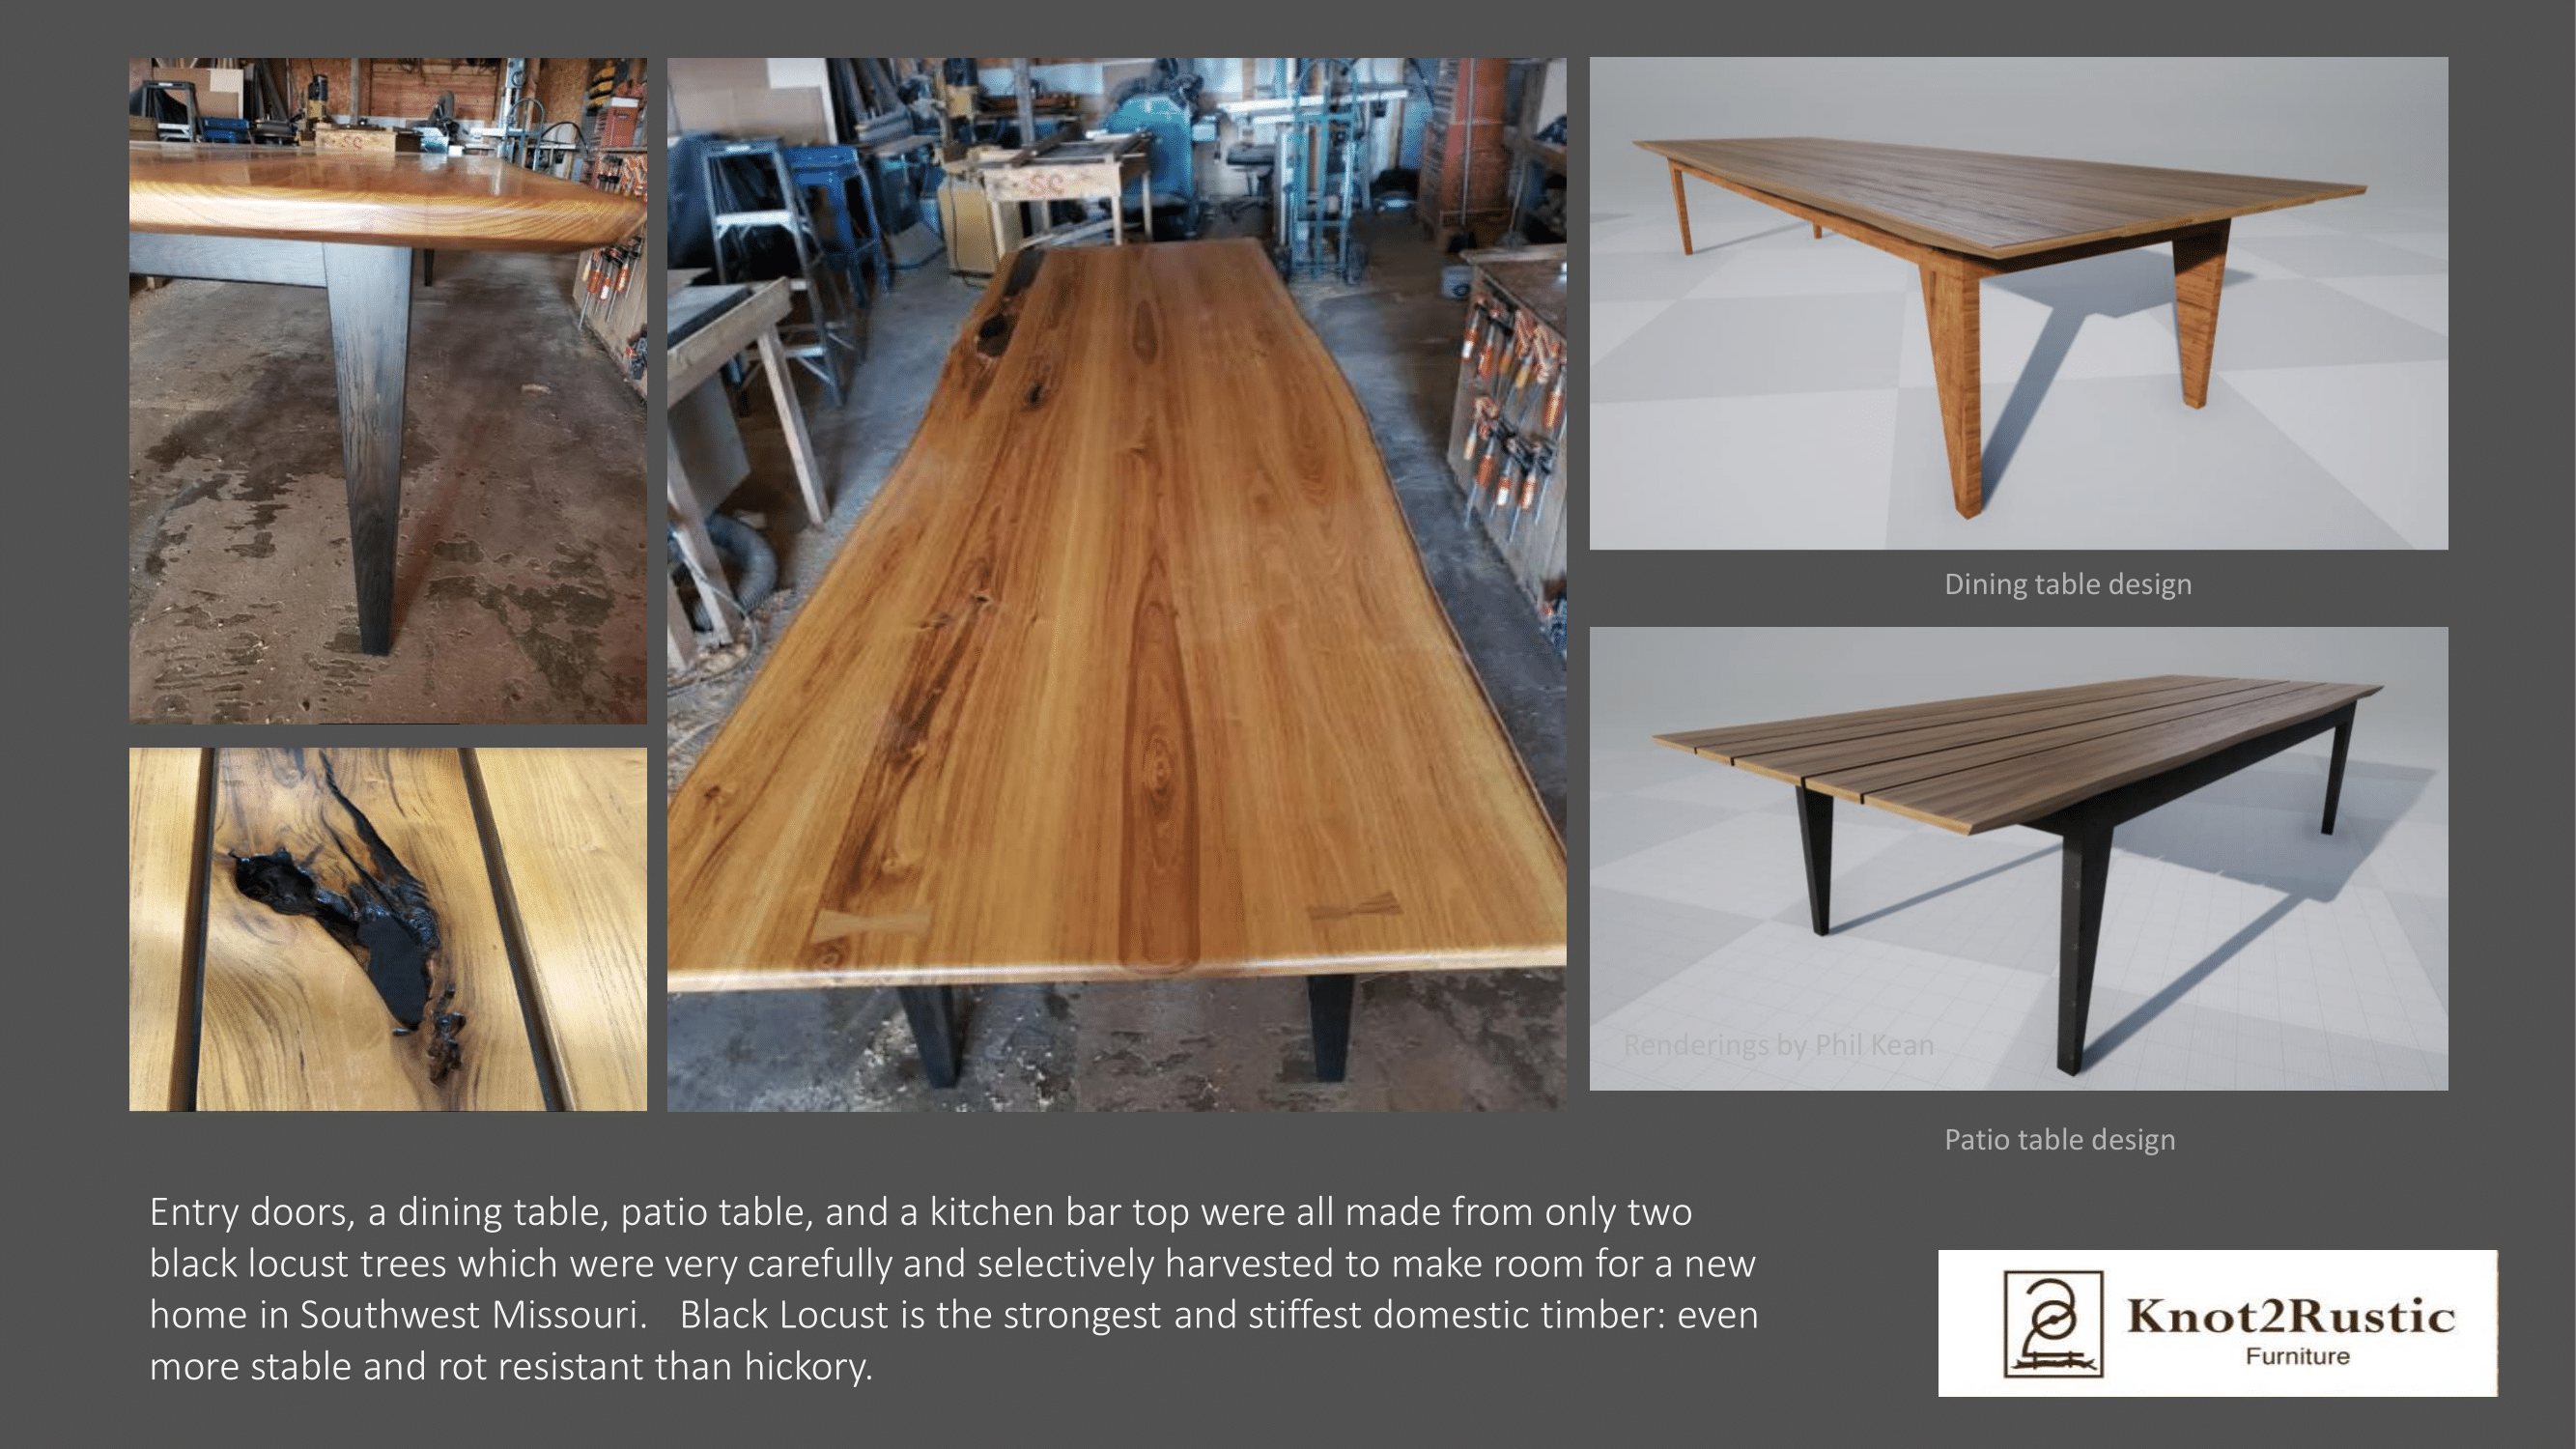 SC
SC
Dining table design
Renderings by Phil Kean
Patio table design
Entry doors, a dining table, patio table, and a kitchen bar top were all made from only two
black locust trees which were very carefully and selectively harvested to make room for a new
home in Southwest Missouri.   Black Locust is the strongest and stiffest domestic timber: even
more stable and rot resistant than hickory.
Knot2Rustic
Furniture